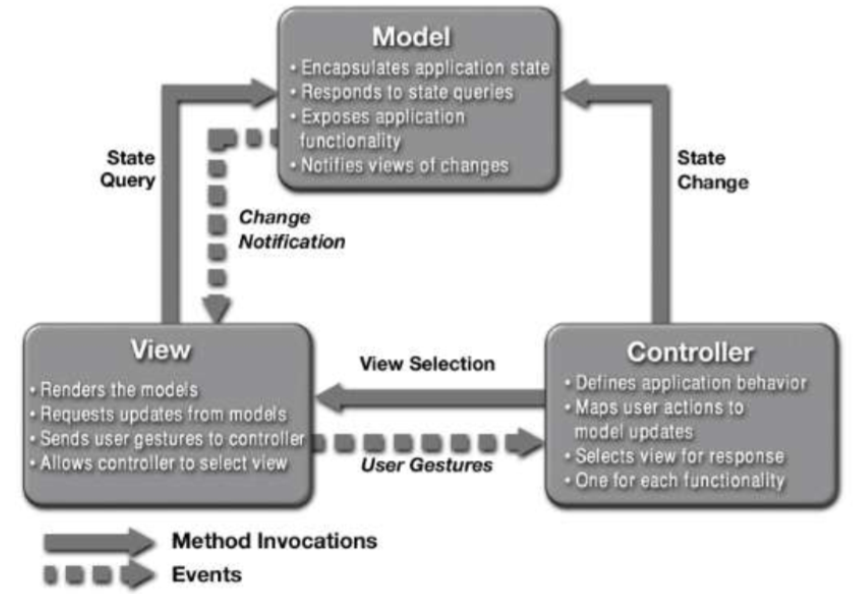 Model
• Encapsulates application state
• Responds to state queries
• Exposes application
functionality
• Notifies views of changes
State
Query
State
Change
Change
Notification
View
• Renders the models
• Requests updates from models
• Sends user gestures to controller
• Allows controller to select view
View Selection
User Gestures
Controller
• Defines application behavior
• Maps user actions to
model updates
• Selects view for response
• One for each functionality
Method Invocations
Events